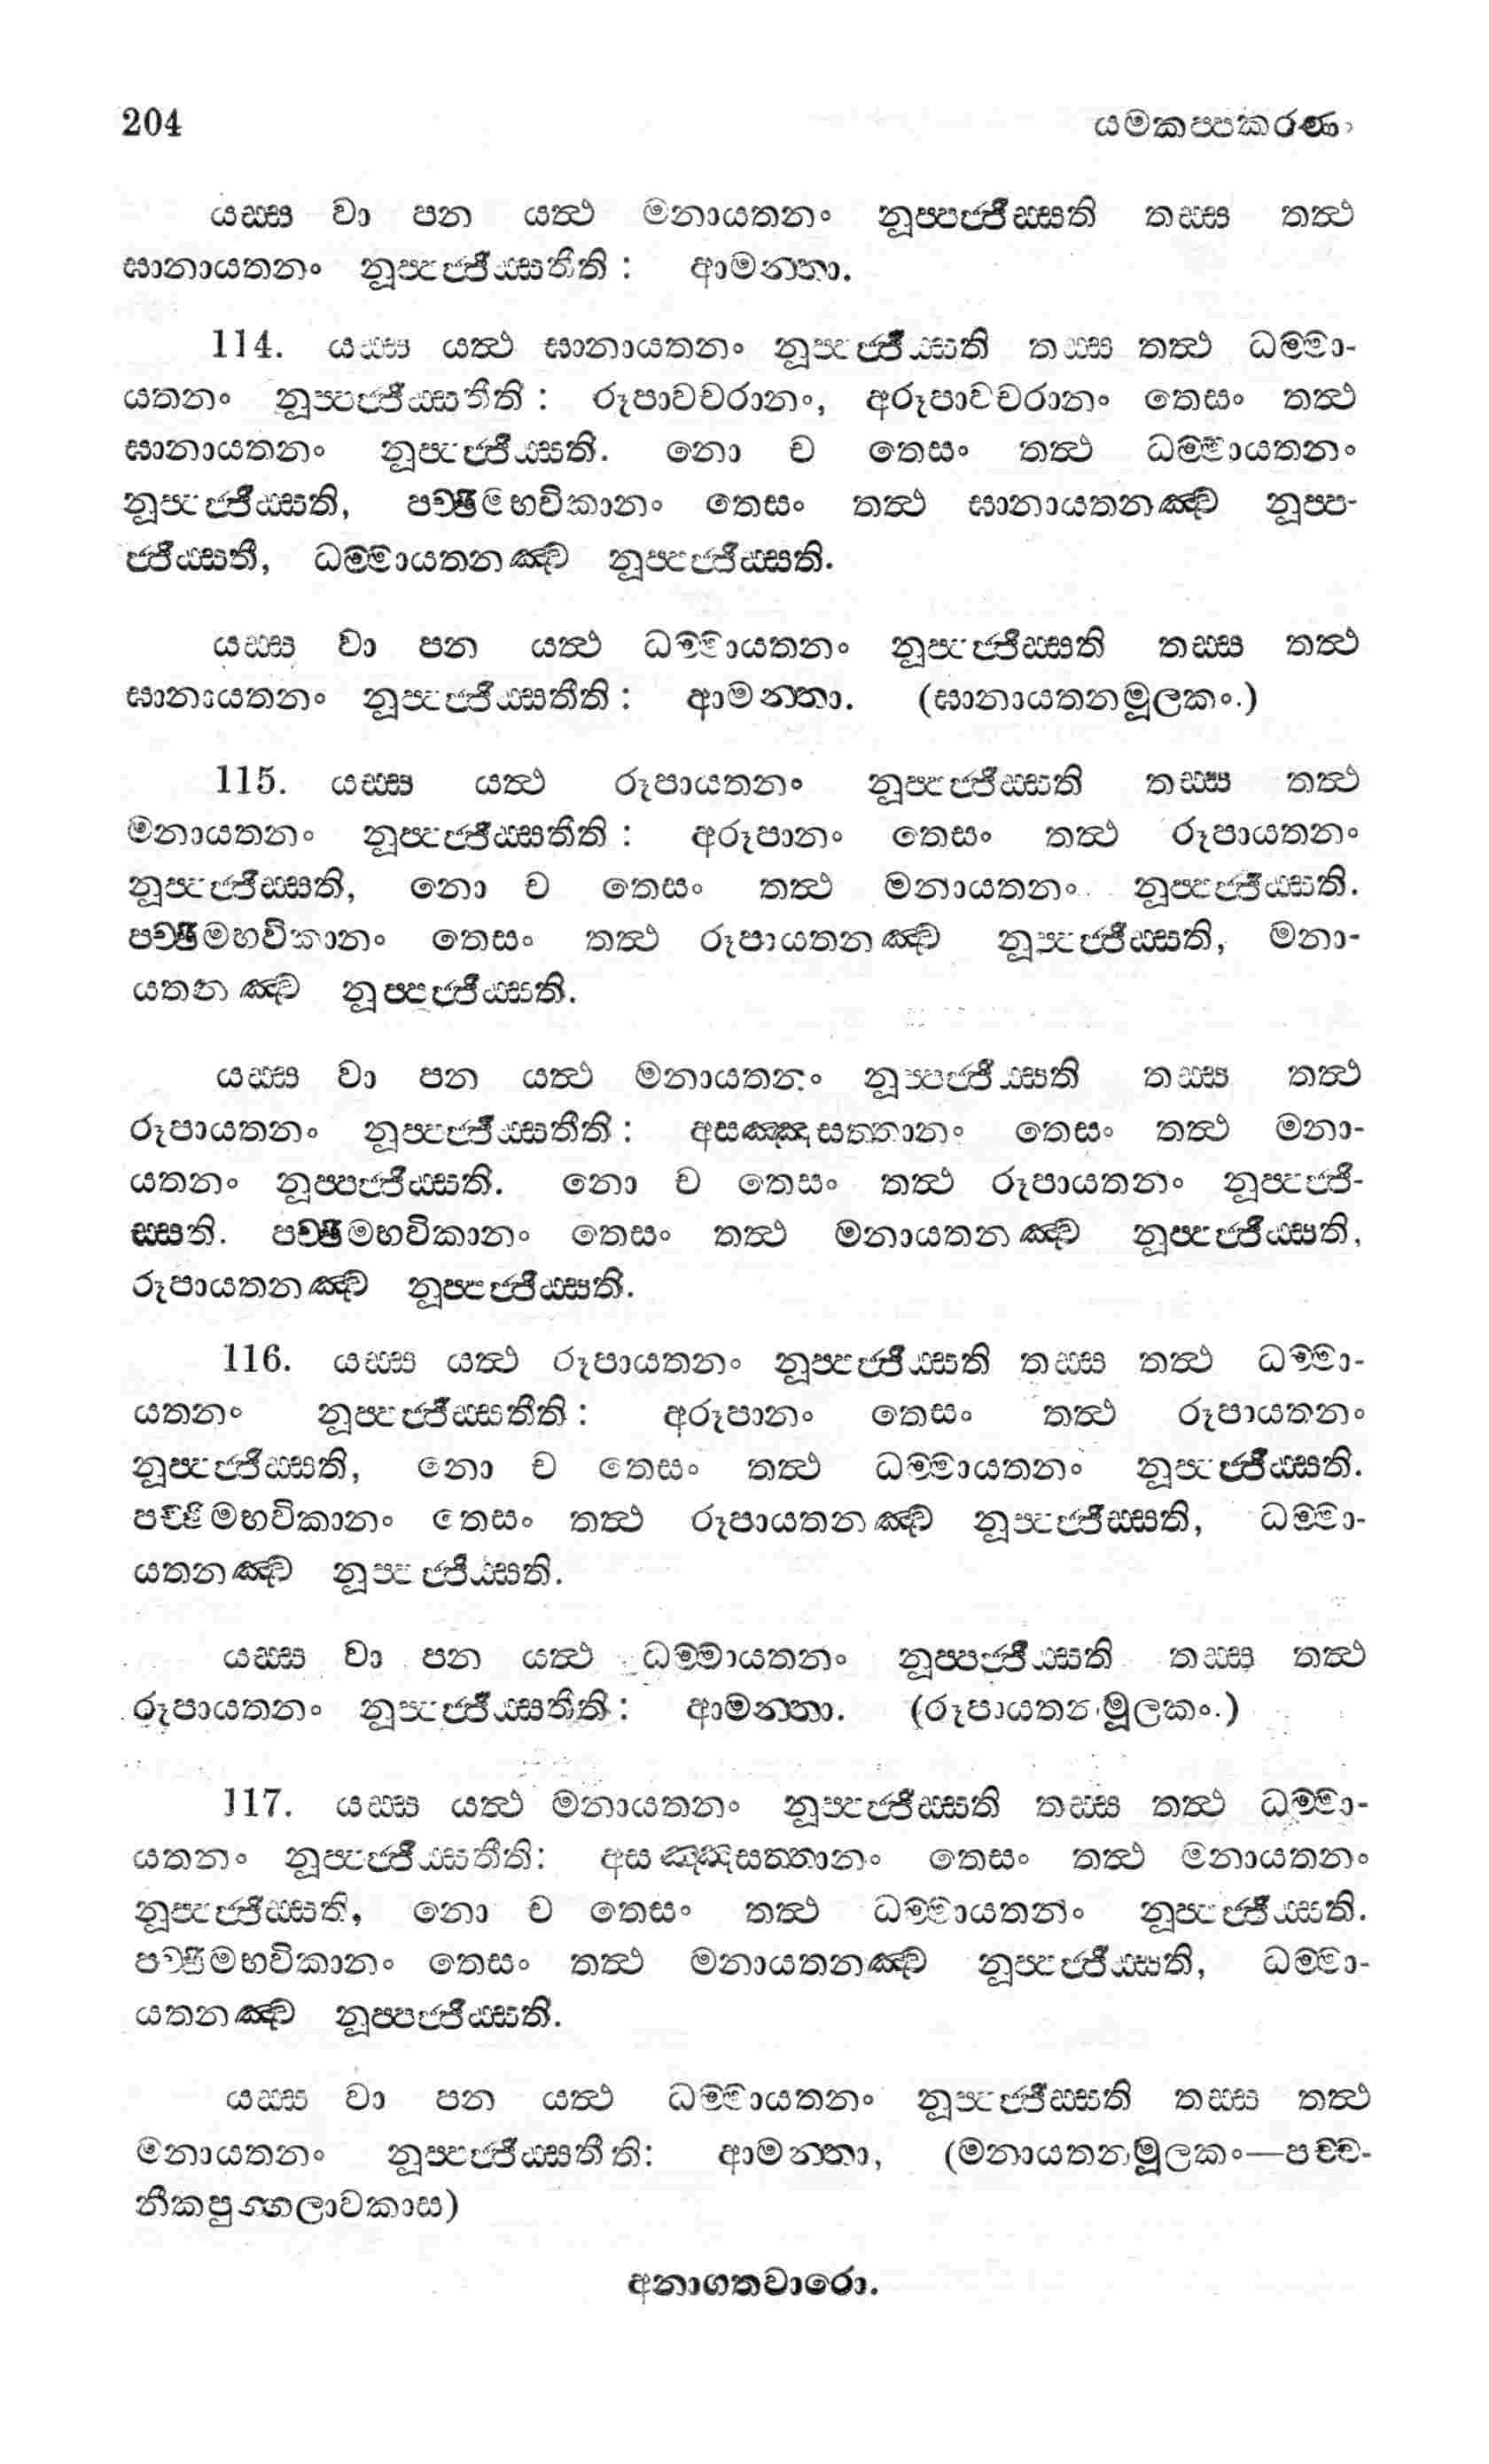 204 යමකප්පකරණං
යස්ස වා පන යත්ථ මනායතනං නූප්පජ්ජිස්සති තස්ස තත්ථ
ඝානායතනං නූප්පජ්ජිස්සතීති : ආමන්තා.
114. යස්ස යත්ථ ඝානායතනං නූප්පජ්ජිස්සති තස්ස තත්ථ ධම්මා-
යතනං නූප්පජ්ජිස්සතීති : රූපාවචරානං, අරූපාවචරානං තෙසං තත්ථ
ඝානායතනං නූප්පජ්ජිස්සති. නො ච තෙසං තත්ථ ධම්මායතනං
නූප්පජ්ජිස්සති, පච්ඡිමභවිකානං තෙසං තත්ථ ඝානායතනඤ්ච නූප්ප-
ජ්ජිස්සතී, ධම්මායතනඤ්ච නූප්පජ්ජිස්සති.
යස්ස වා පන යත්ථ ධම්මායතනං නූප්පජ්ජිස්සති තස්ස තත්ථ
ඝානායතනං නූප්පජ්ජිස්සතීති : ආමන්තා. (ඝානායතනමූලකං.)
115. යස්ස යත්ථ රූපායතනං නූප්පජ්ජිස්සති තස්ස තත්ථ
මනායතනං නූප්පජ්ජිස්සතීති : අරූපානං තෙසං තත්ථ රූපායතනං
නූප්පජ්ජිස්සති, නො ච තෙසං තත්ථ මනායතනං නූප්පජ්ජිස්සති.
පච්ඡිමභවිකානං තෙසං තත්ථ රූපායතනඤ්ච නූප්පජ්ජිස්සති, මනා-
යතනඤ්ච නූප්පජ්ජිස්සති.
යස්ස වා පන යත්ථ මනායතනං නූප්පජ්ජිස්සති තස්ස තත්ථ
රූපායතනං නූප්පජ්ජිස්සතීති : අසඤ්ඤසත්තානං තෙසං තත්ථ මනා-
යතනං නූප්පජ්ජිස්සති. නො ච තෙසං තත්ථ රූපායතනං නූප්පජ්ජි-
ස්සති. පච්ඡිමභවිකානං තෙසං තත්ථ මනායතනඤ්ච නූප්පජ්ජිස්සති,
රූපායතනඤ්ච නූප්පජ්ජිස්සති.
116. යස්ස යත්ථ රූපායතනං නූප්පජ්ජිස්සති තස්ස තත්ථ ධම්මා-
යතනං නූප්පජ්ජිස්සතීති : අරූපානං තෙසං තත්ථ රූපායතනං
නූප්පජ්ජිස්සති, නො ච තෙසං තත්ථ ධම්මායතනං නූප්පජ්ජිස්සති.
පච්ඡිමභවිකානං තෙසං තත්ථ රූපායතනඤ්ච නූප්පජ්ජිස්සති, ධම්මා-
යතනඤ්ච නූප්පජ්ජිස්සති.
යස්ස වා පන යත්ථ ධම්මායතනං නූප්පජ්ජිස්සති තස්ස තත්ථ
රූපායතනං නූප්පජ්ජිස්සතීති : ආමන්තා. (රූපායතනමූලකං.)
117. යස්ස යත්ථ මනායතනං නූප්පජ්ජිස්සති තස්ස තත්ථ ධම්මා-
යතනං නූප්පජ්ජිස්සතීති: අසඤ්ඤසත්තානං තෙසං තත්ථ මනායතනං
නූප්පජ්ජිස්සති, නො ච තෙසං තත්ථ ධම්මායතනං නූප්පජ්ජිස්සති.
පච්ඡිමභවිකානං තෙසං තත්ථ මනායතනඤ්ච නූප්පජ්ජිස්සති, ධම්මා-
යතනඤ්ච නූප්පජ්ජිස්සති.
යස්ස වා පන යත්ථ ධම්මායතනං නූප්පජ්ජිස්සති තස්ස තත්ථ
මනායතනං නූප්පජ්ජිස්සතීති: ආමන්තා, (මනායතනමූලකං—පච්ච-
නීකපුග්ගලාවකාස)
අනාගතවාරො.